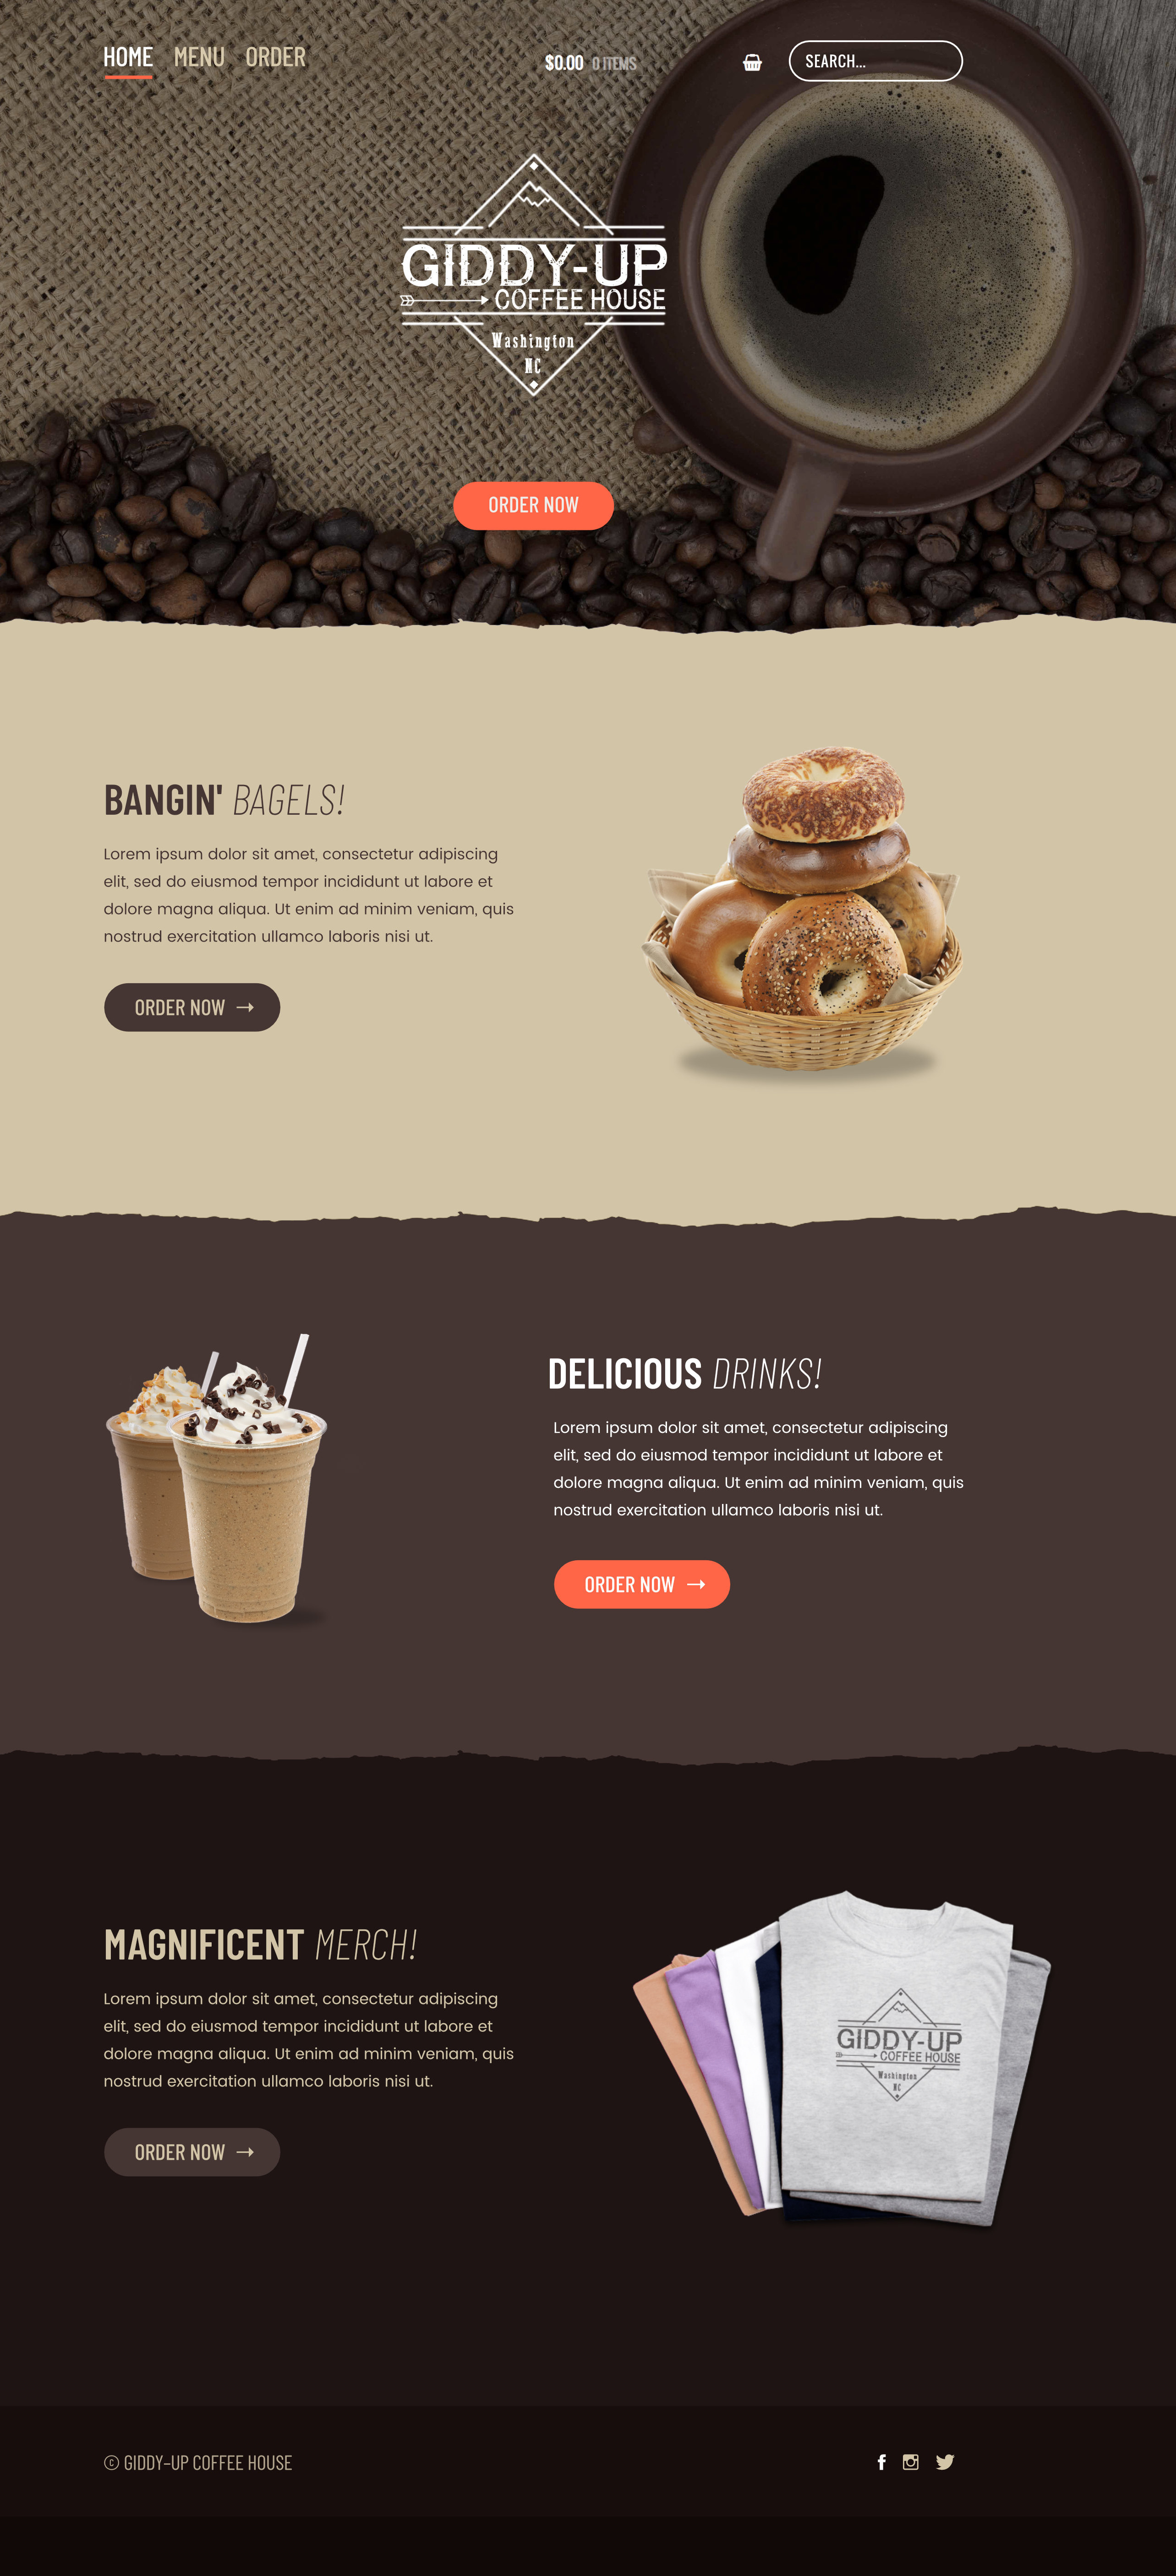 HOME MENU ORDER
$0.00 0 ITEMS
SEARCH...
GIDDY-UP
COFFEE HOUSE
Washington
NC
ORDER NOW
BANGIN' BAGELS!
Lorem ipsum dolor sit amet, consectetur adipiscing
elit, sed do eiusmod tempor incididunt ut labore et
dolore magna aliqua. Ut enim ad minim veniam, quis
nostrud exercitation ullamco laboris nisi ut.
ORDER NOW →
DELICIOUS DRINKS!
Lorem ipsum dolor sit amet, consectetur adipiscing
elit, sed do eiusmod tempor incididunt ut labore et
dolore magna aliqua. Ut enim ad minim veniam, quis
nostrud exercitation ullamco laboris nisi ut.
ORDER NOW →
MAGNIFICENT MERCH!
Lorem ipsum dolor sit amet, consectetur adipiscing
elit, sed do eiusmod tempor incididunt ut labore et
dolore magna aliqua. Ut enim ad minim veniam, quis
nostrud exercitation ullamco laboris nisi ut.
ORDER NOW →
GIDDY-UP
COFFEE HOUSE
Washington
NC
© GIDDY-UP COFFEE HOUSE